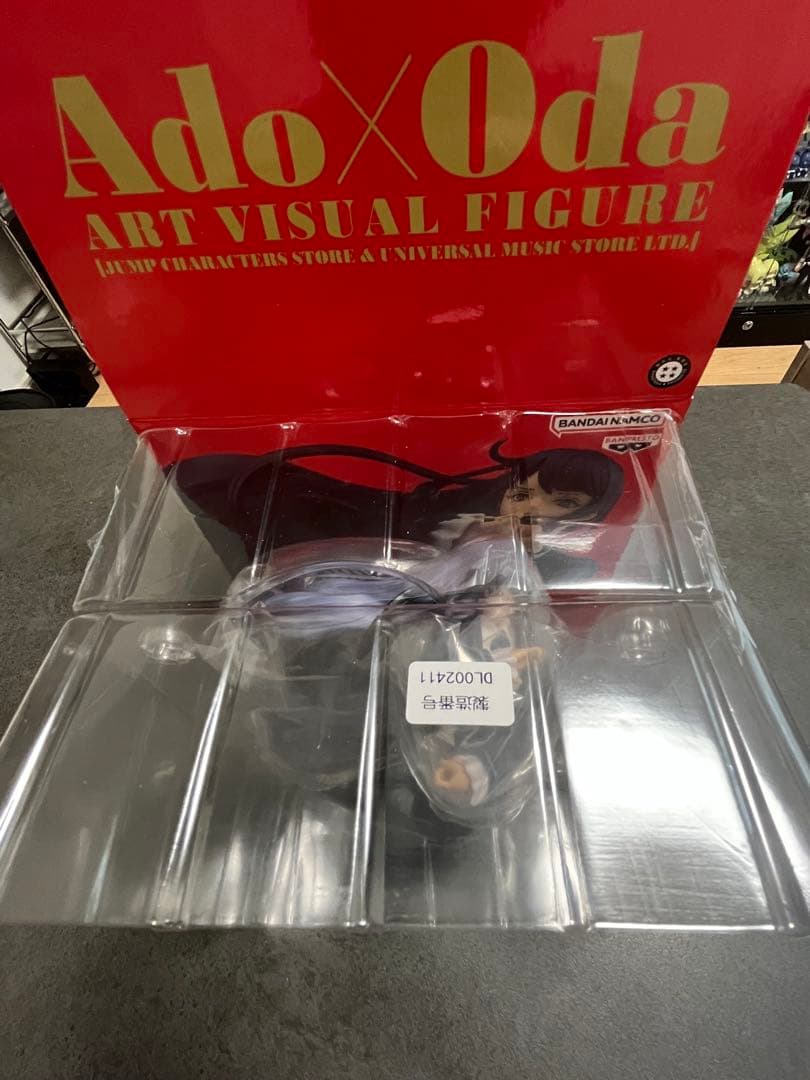 Ado×Oda
ART VISUAL FIGURE
[JUMP CHARACTERS STORE & UNIVERSAL MUSIC STORE LTD.]
BANDAI NAMCO
BANPRESTO
製造番号
DL002411